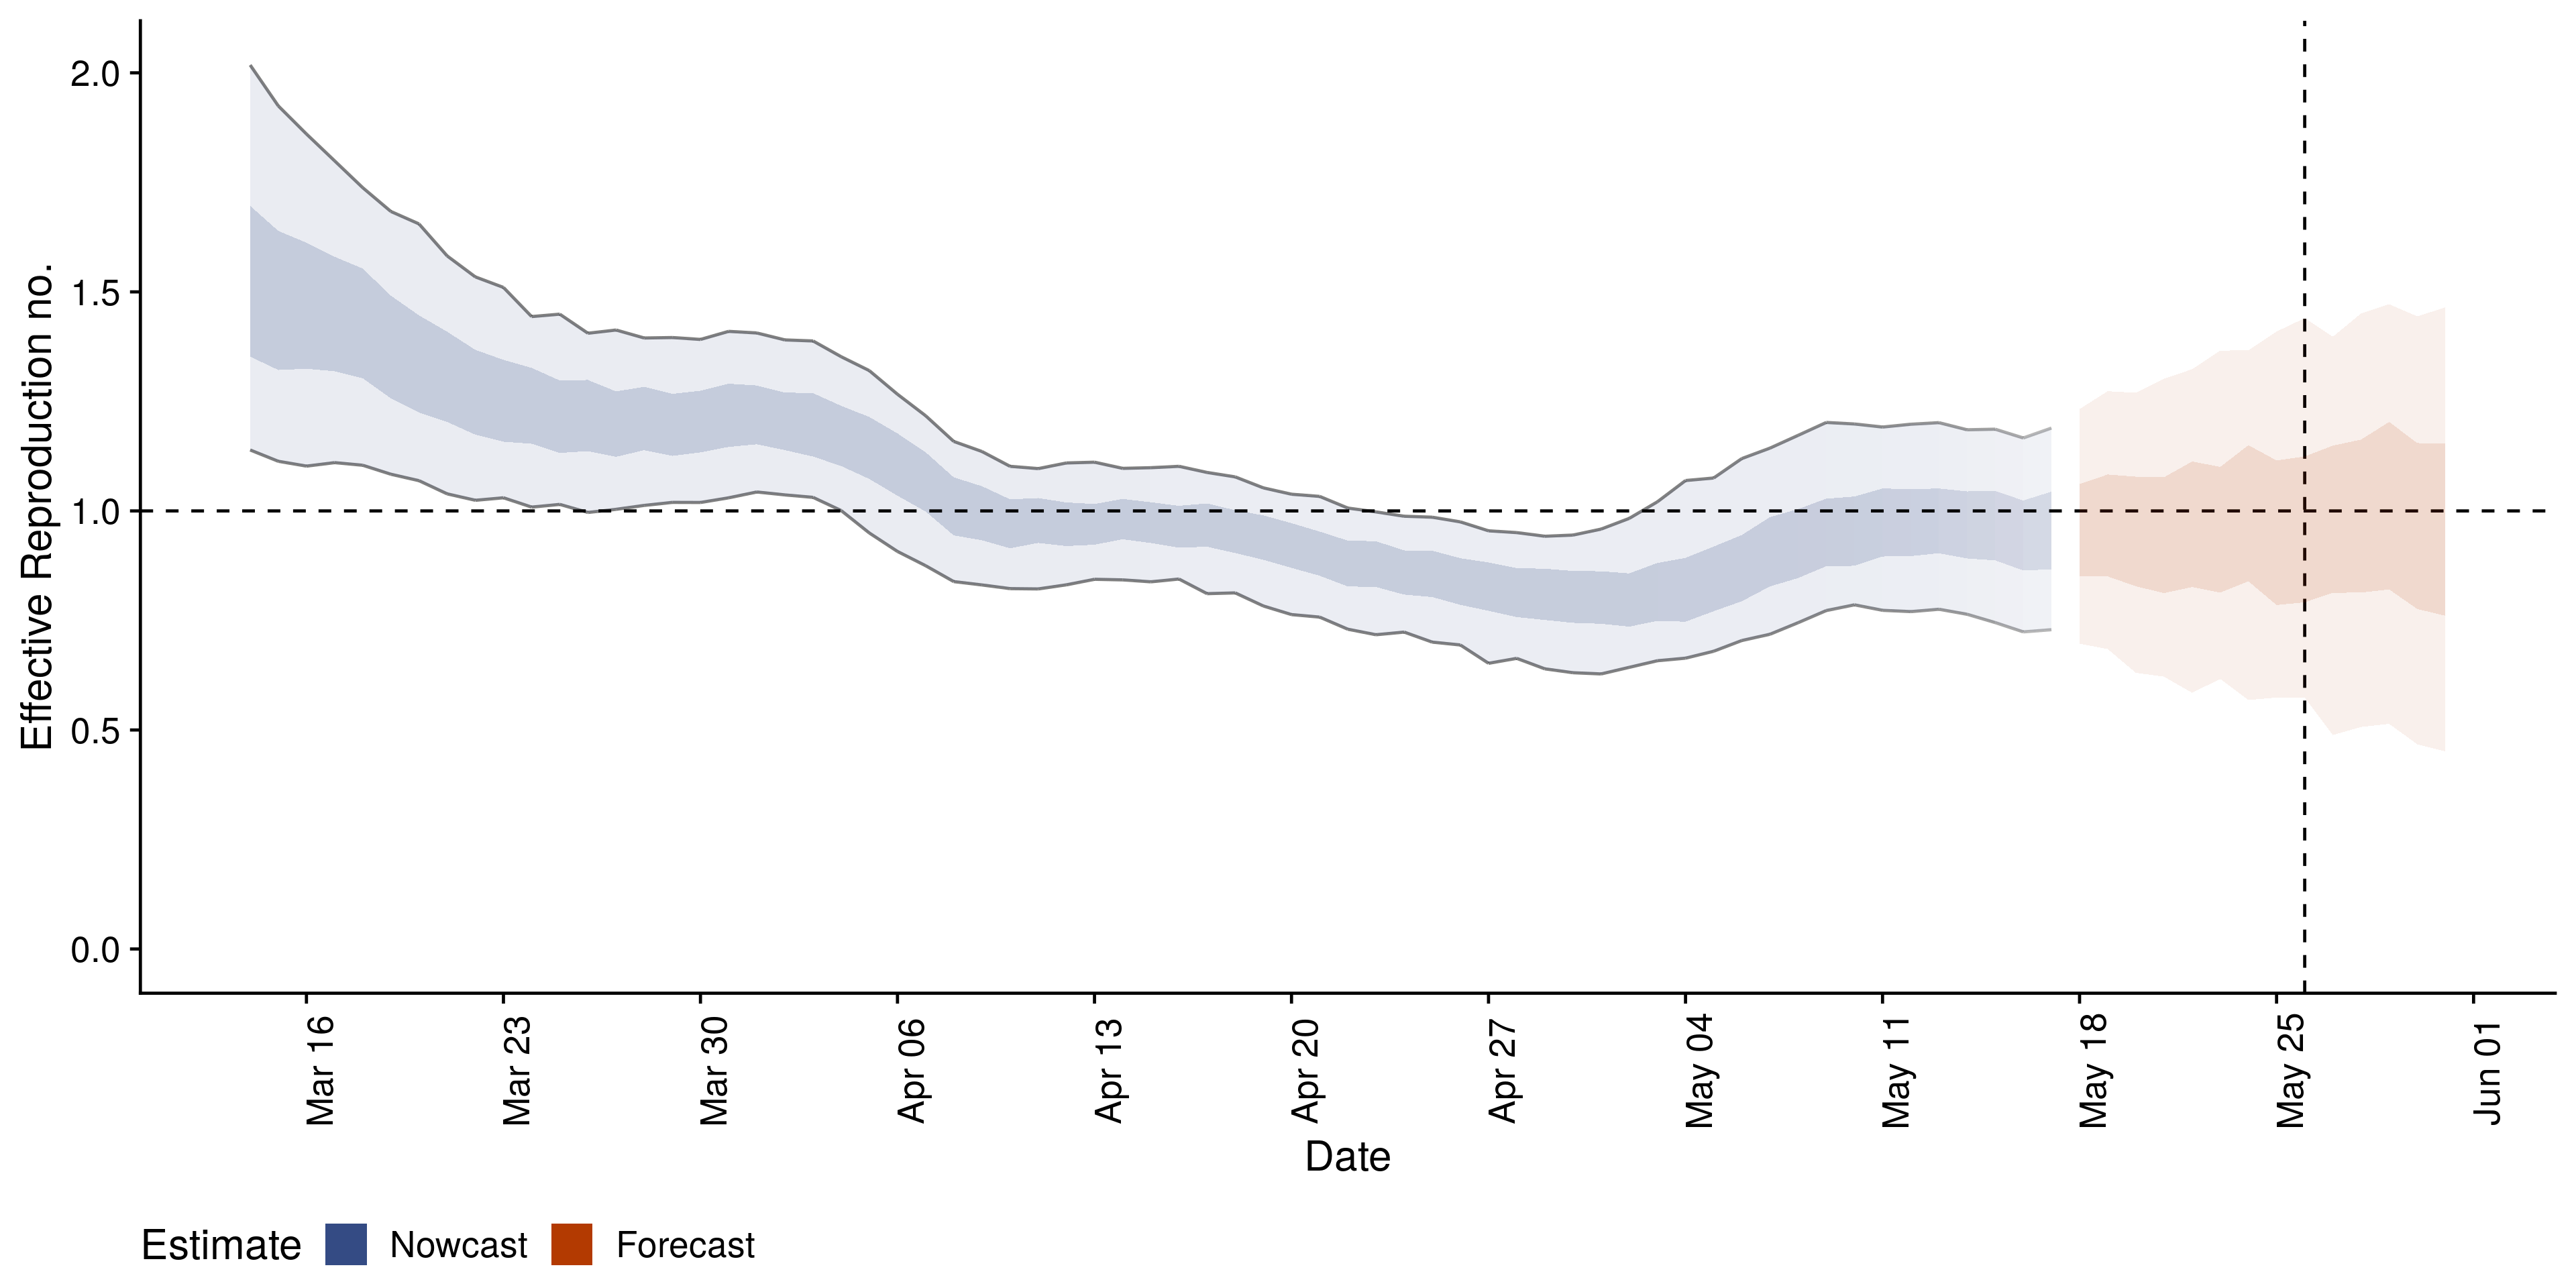 Effective Reproduction no.
2.0
1.5
1.0
0.5
0.0
Mar 16
Mar 23
Mar 30
Apr 06
Apr 13
Apr 20
Apr 27
May 04
May 11
May 18
May 25
Jun 01
Date
Estimate Nowcast Forecast